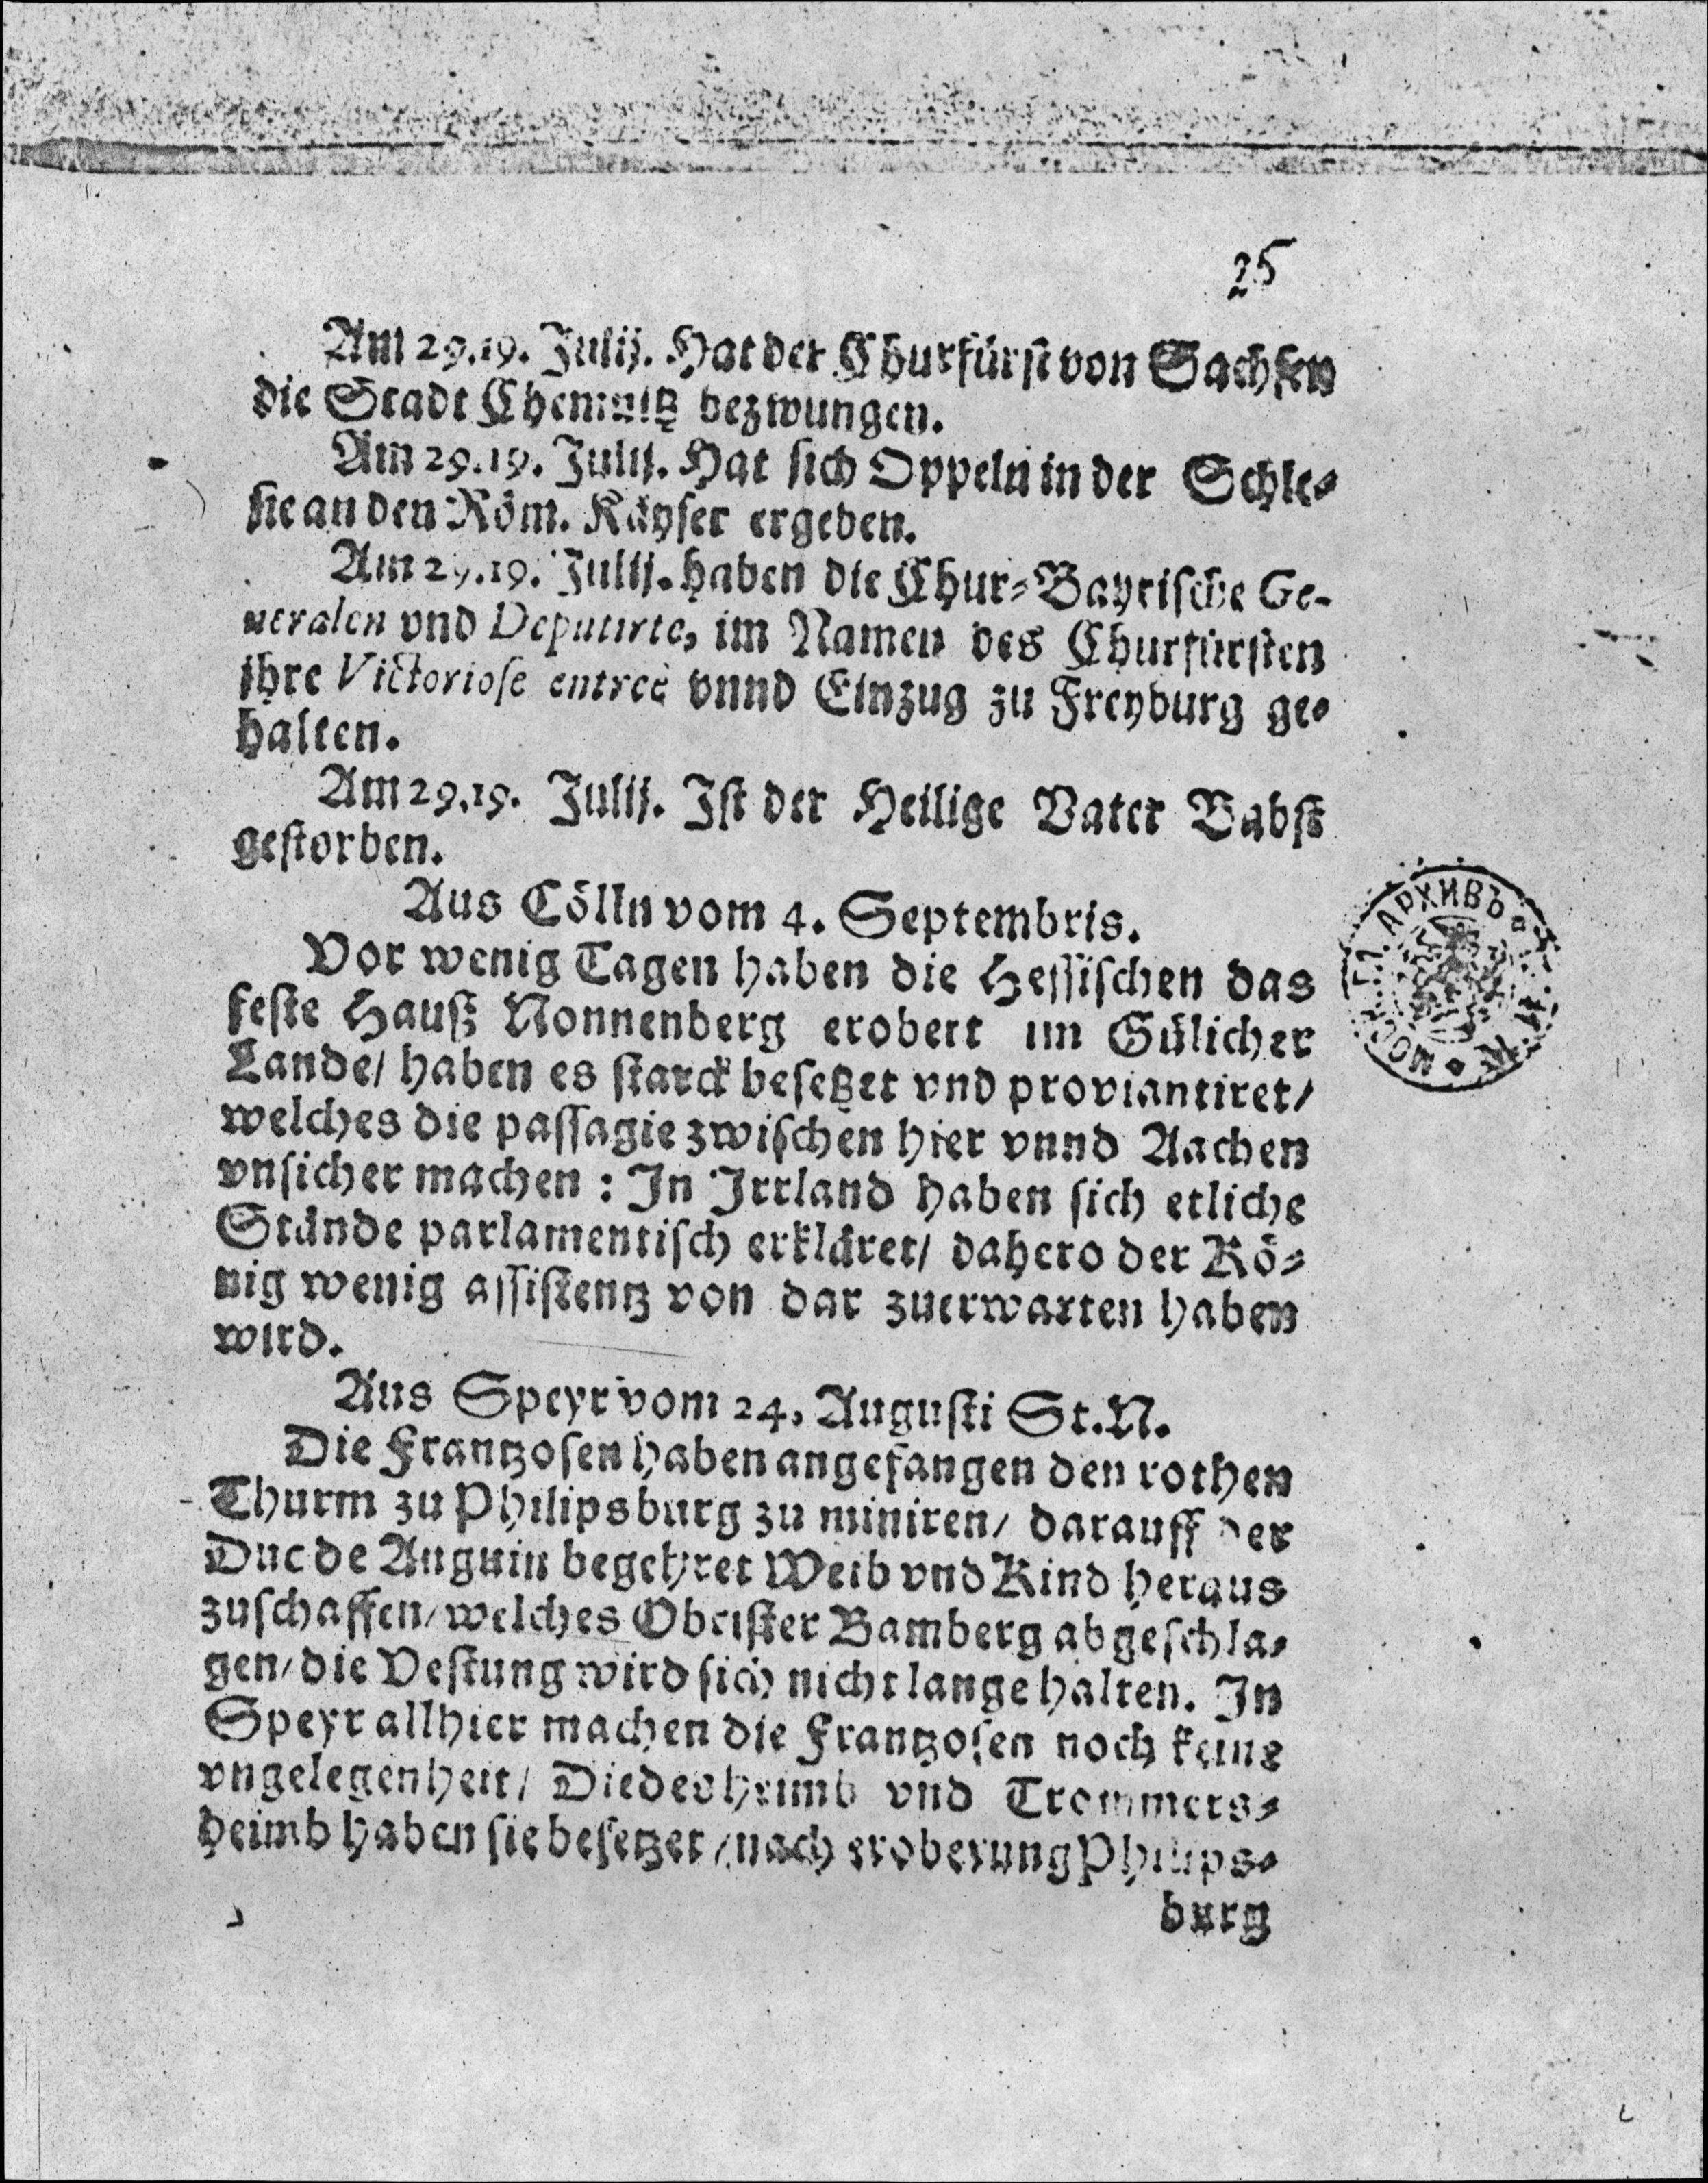 25
Am 29.19. Julij. Hat der Churfürst von Sachsen
die Stadt Chemnitz bezwungen.
Am 29.19. Julij. Hat sich Oppeln in der Schle-
sie an den Röm. Käyser ergeben.
Am 29.19. Julij. haben die Chur-Bayrische Ge-
neralen vnd Deputirte, im Namen des Churfürsten
ihre Victoriose entreè vnnd Einzug zu Freyburg ge-
halten.
Am 29.19. Julij. Ist der Heilige Vater Babst
gestorben.
Aus Cölln vom 4. Septembris.
Vor wenig Tagen haben die Hessischen das
feste Hauß Nonnenberg erobert im Gülicher
Lande/ haben es starck besetzet vnd proviantiret/
welches die passagie zwischen hier vnnd Aachen
vnsicher machen : In Irrland haben sich etliche
Stände parlamentisch erkläret/ dahero der Kö-
nig wenig assistentz von dar zuerwarten haben
wird.
Aus Speyr vom 24, Augusti St.N.
Die Frantzosen haben angefangen den rothen
Thurm zu Philipsburg zu miniren/ darauff der
Duc de Anguin begehret Weib vnd Kind heraus
zuschaffen/ welches Obrister Bamberg abgeschla-
gen/ die Vestung wird sich nicht lange halten. In
Speyr allhier machen die Frantzosen noch keine
vngelegenheit/ Diedesheimb vnd Trommers-
heimb haben sie besetzet/ nach eroberung Philips-
burg
АРХИВЪ